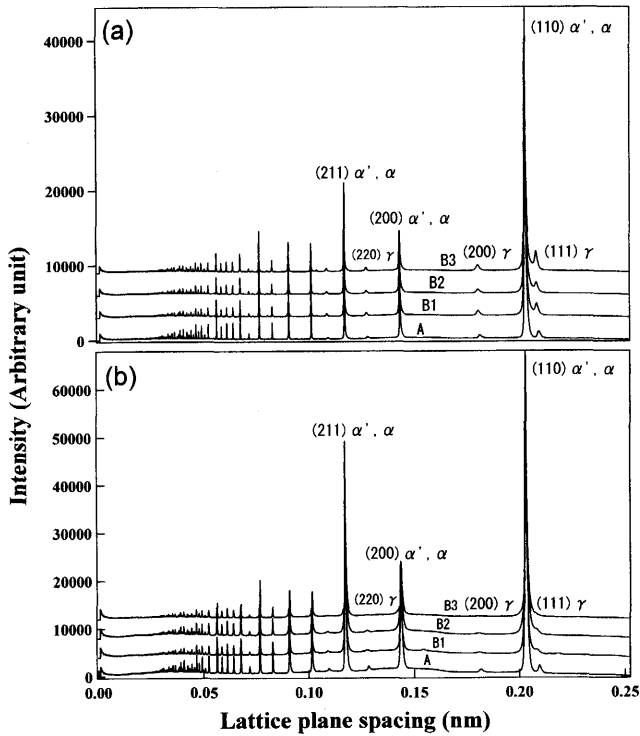 (a)
(110) α', α
40000
30000
(211) α', α
20000
(200) α', α
(220) γ
B3
(200) γ
(111) γ
10000
B2
B1
A
0
(b)
(110) α', α
60000
50000
(211) α', α
40000
30000
(200) α', α
20000
(220) γ
B3
(200) γ
(111) γ
B2
10000
B1
A
0
0.00
0.05
0.10
0.15
0.20
0.25
Lattice plane spacing (nm)
Intensity (Arbitrary unit)